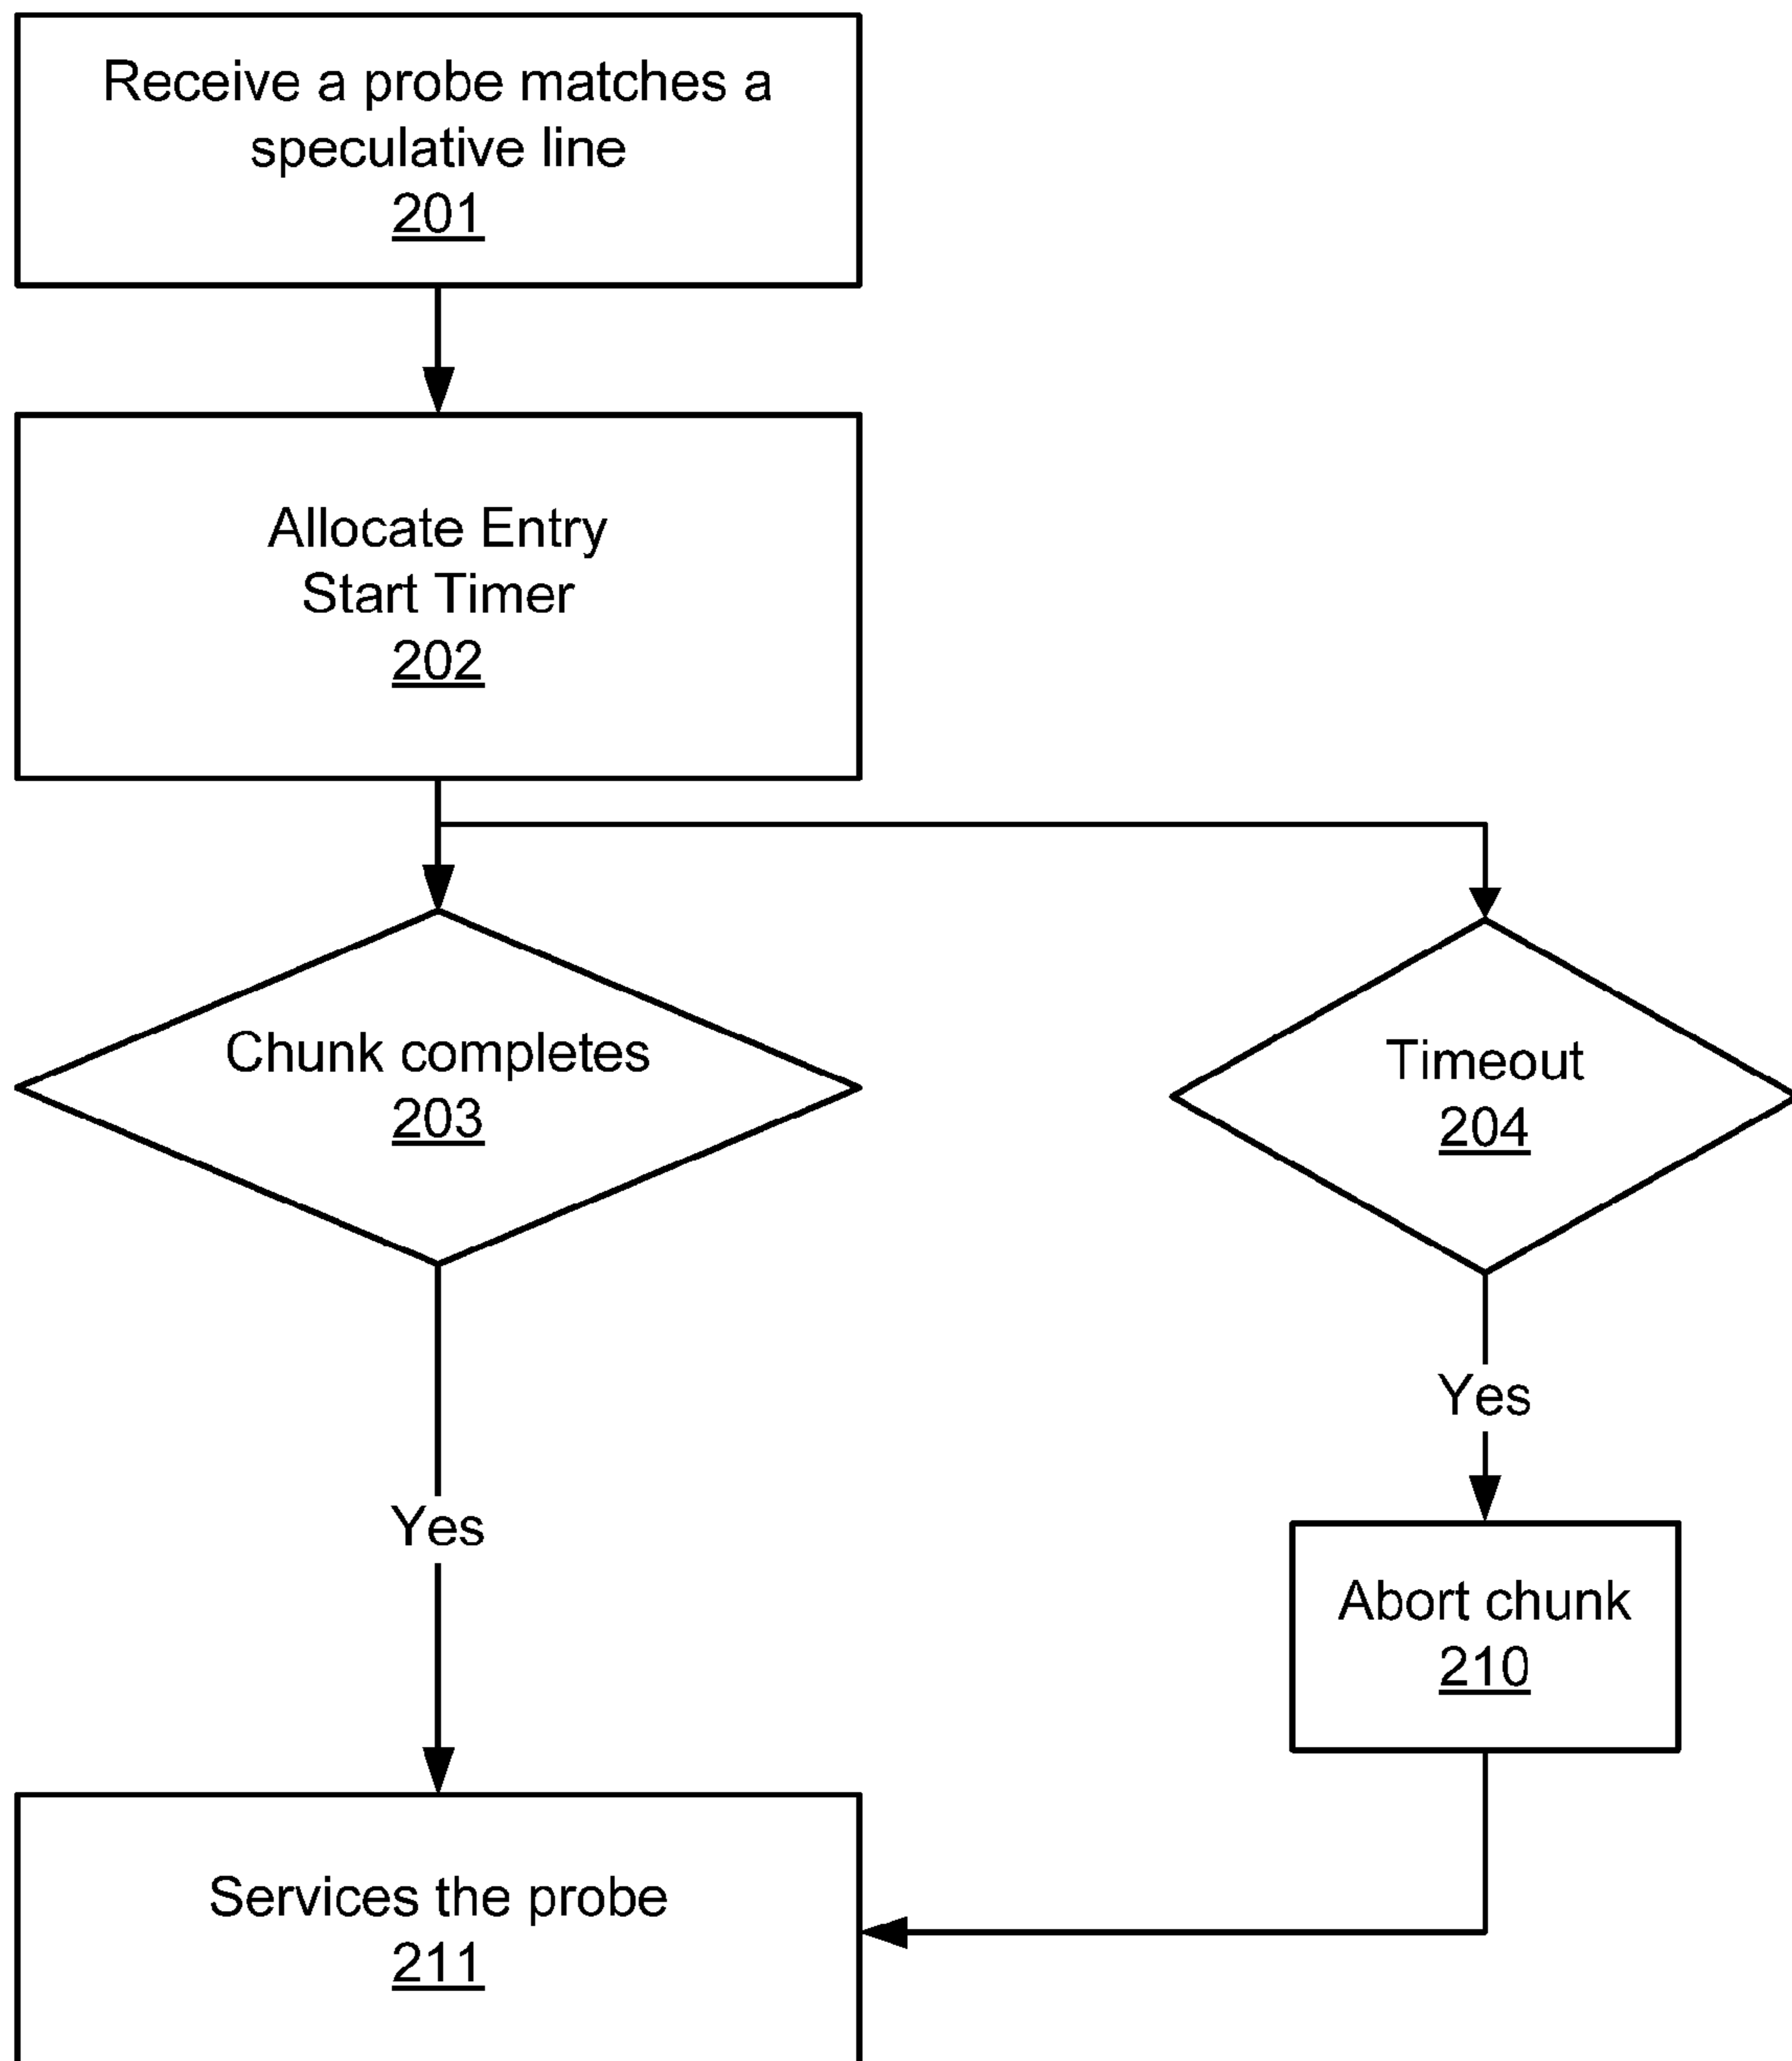 Receive a probe matches a
speculative line
201
Allocate Entry
Start Timer
202
Chunk completes
203
Timeout
204
Yes
Yes
Abort chunk
210
Services the probe
211